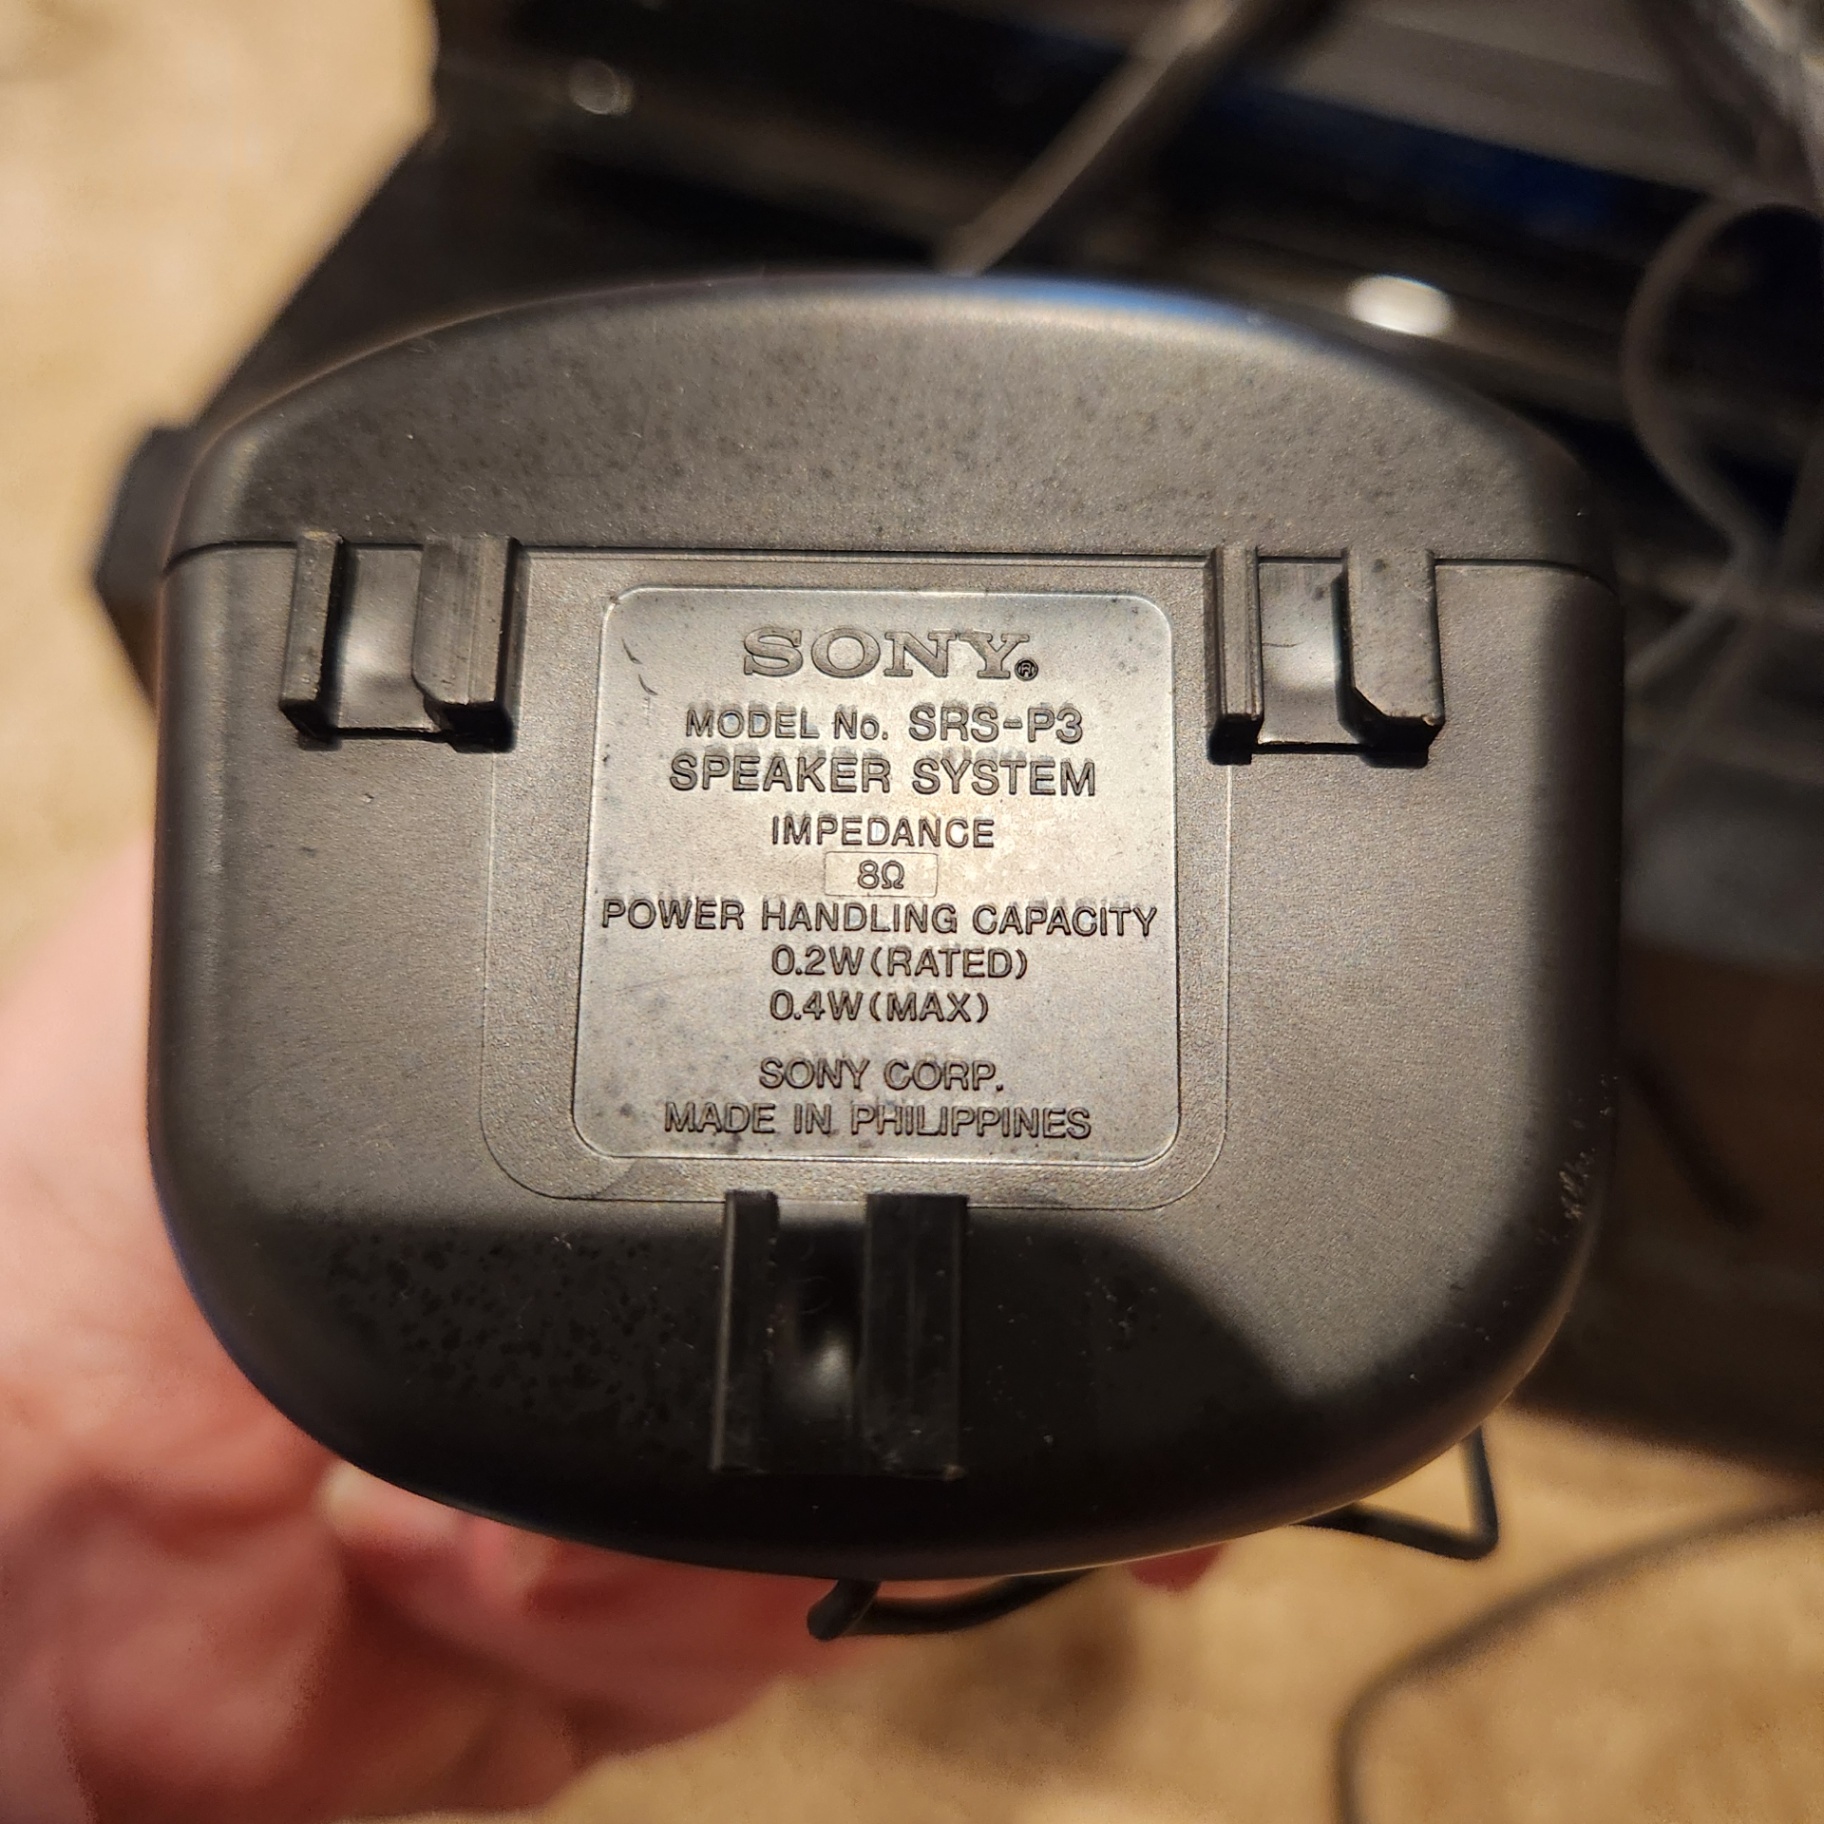 SONY®
MODEL No. SRS-P3
SPEAKER SYSTEM
IMPEDANCE
8Ω
POWER HANDLING CAPACITY
0.2W(RATED)
0.4W(MAX)
SONY CORP.
MADE IN PHILIPPINES